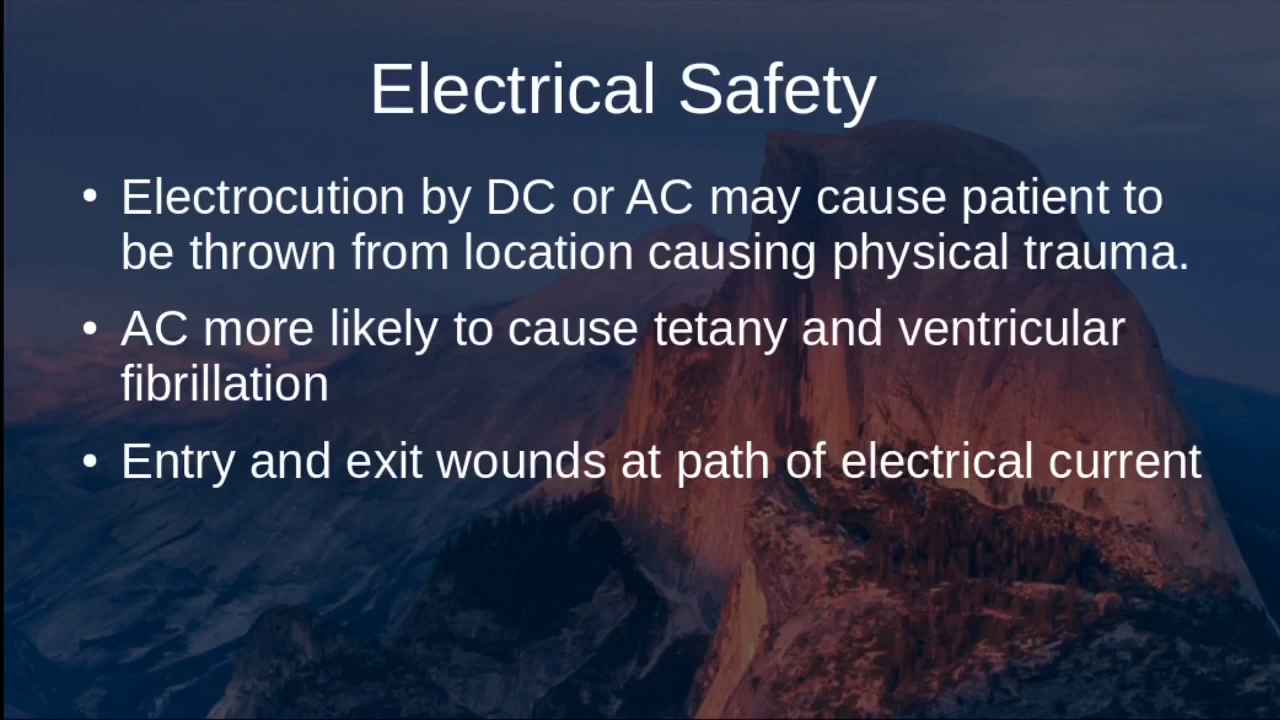 Electrical Safety
• Electrocution by DC or AC may cause patient to
be thrown from location causing physical trauma.
• AC more likely to cause tetany and ventricular
fibrillation
• Entry and exit wounds at path of electrical current